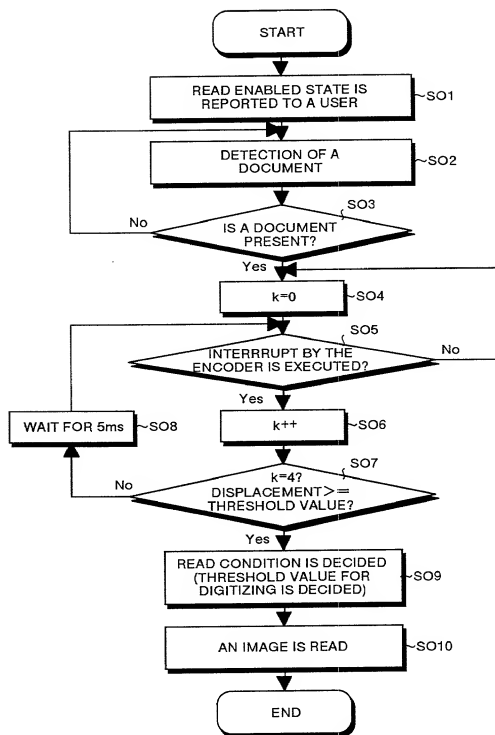 START
READ ENABLED STATE IS
REPORTED TO A USER
SO1
DETECTION OF A
DOCUMENT
SO2
No
SO3
IS A DOCUMENT
PRESENT?
Yes
k=0
SO4
SO5
INTERRRUPT BY THE
ENCODER IS EXECUTED?
No
Yes
WAIT FOR 5ms
SO8
k++
SO6
SO7
No
k=4?
DISPLACEMENT>=
THRESHOLD VALUE?
Yes
READ CONDITION IS DECIDED
(THRESHOLD VALUE FOR
DIGITIZING IS DECIDED)
SO9
AN IMAGE IS READ
SO10
END